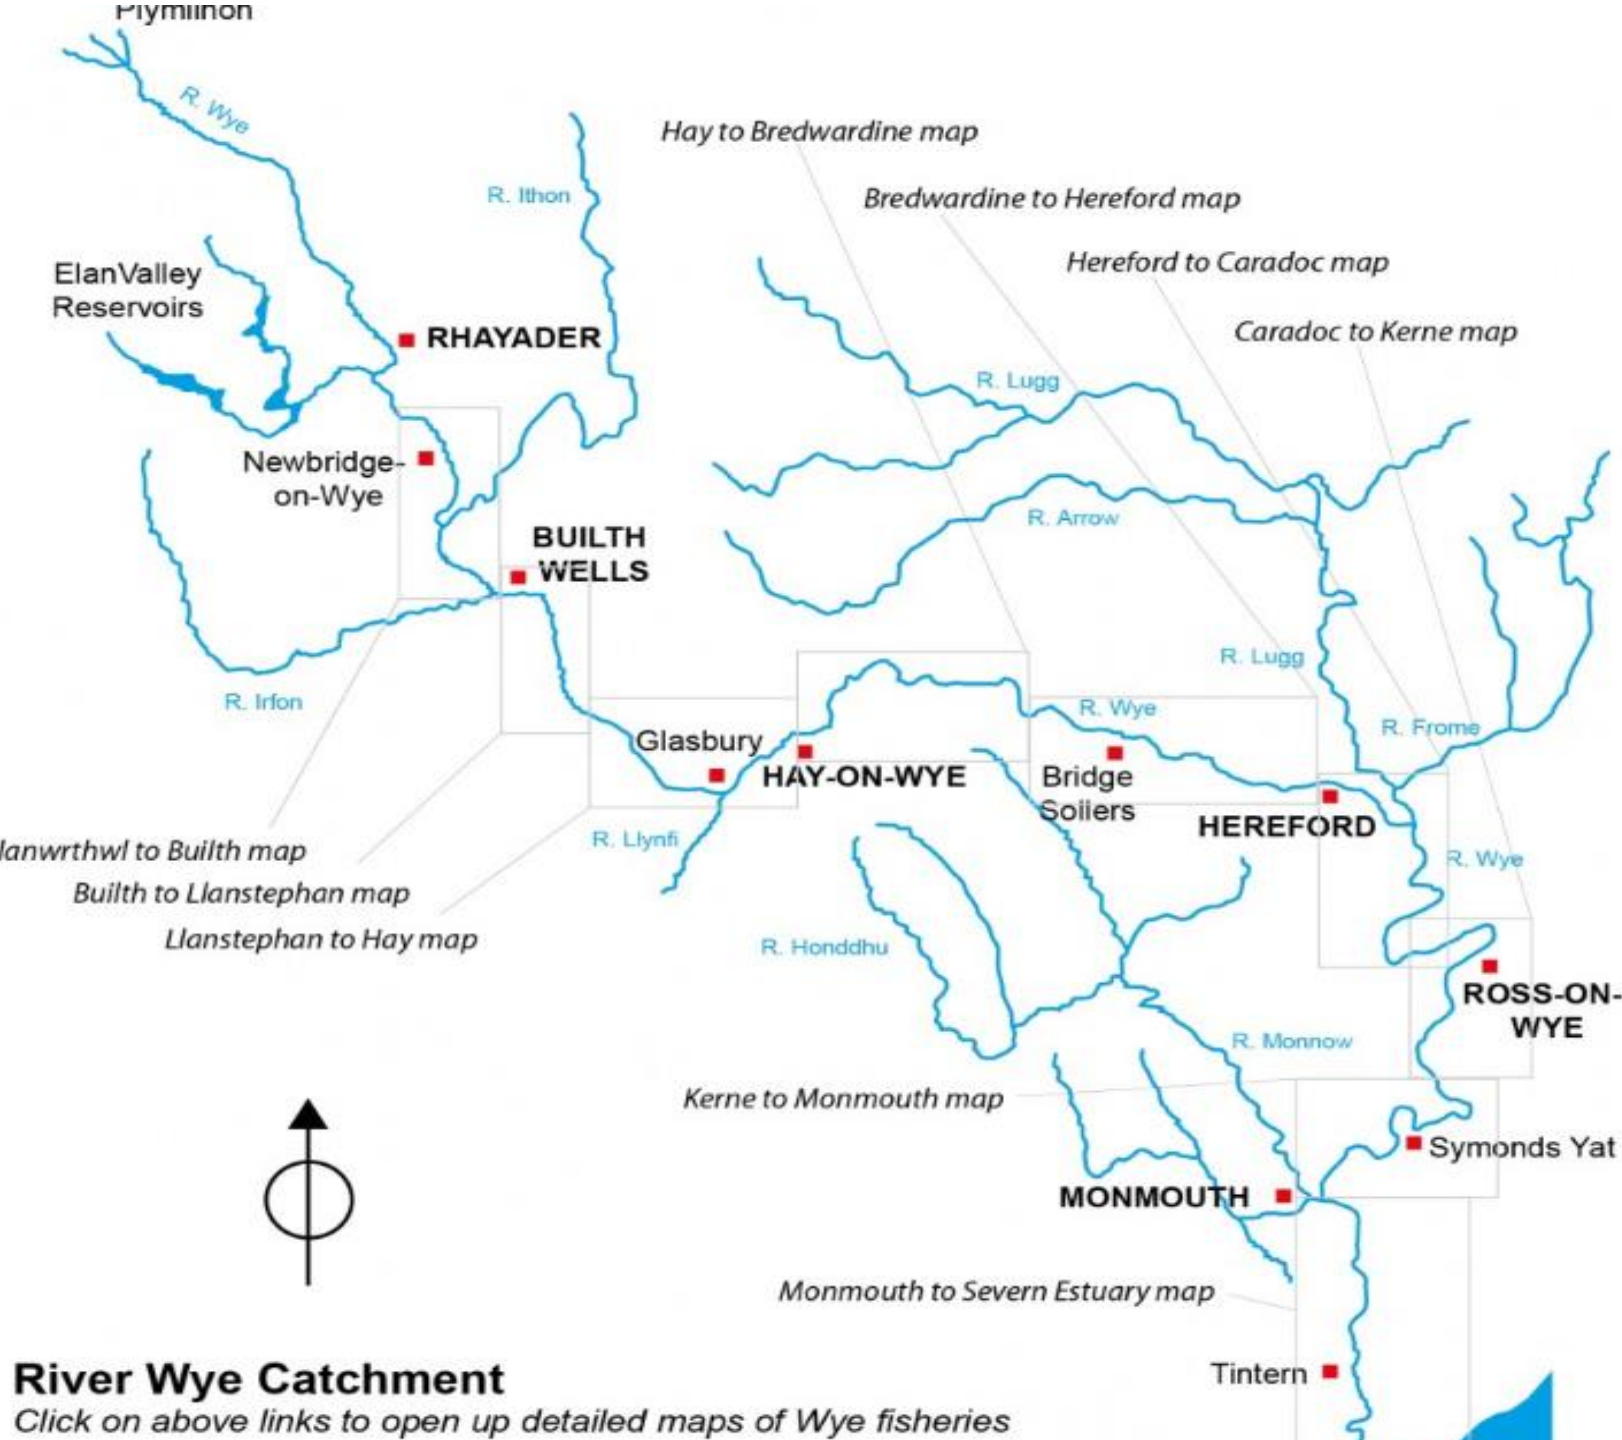 Plymlimon
R. Wye
R. Ithon
Hay to Bredwardine map
Bredwardine to Hereford map
Hereford to Caradoc map
Caradoc to Kerne map
ElanValley
Reservoirs
RHAYADER
R. Lugg
Newbridge-
on-Wye
R. Arrow
BUILTH
WELLS
R. Lugg
R. Irfon
R. Wye
R. Frome
Glasbury
HAY-ON-WYE
Bridge
Soilers
HEREFORD
R. Llynfi
lanwrthwl to Builth map
Builth to Llanstephan map
Llanstephan to Hay map
R. Wye
R. Honddhu
ROSS-ON-
WYE
R. Monnow
Kerne to Monmouth map
Symonds Yat
MONMOUTH
Monmouth to Severn Estuary map
Tintern
River Wye Catchment
Click on above links to open up detailed maps of Wye fisheries